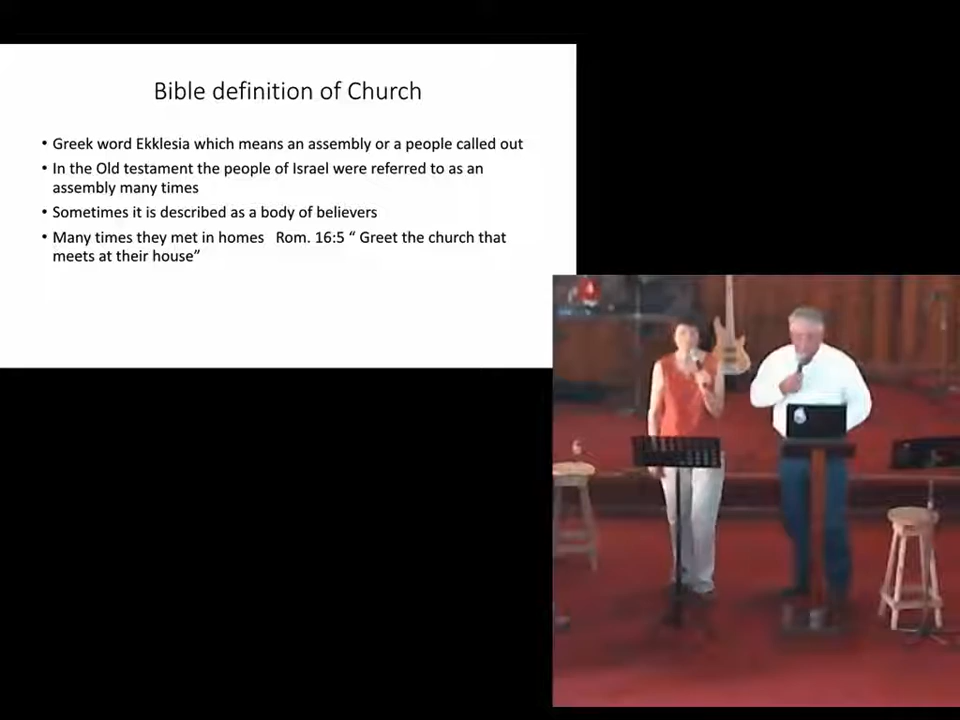 Bible definition of Church
• Greek word Ekklesia which means an assembly or a people called out
• In the Old testament the people of Israel were referred to as an
assembly many times
• Sometimes it is described as a body of believers
• Many times they met in homes   Rom. 16:5 “ Greet the church that
meets at their house”